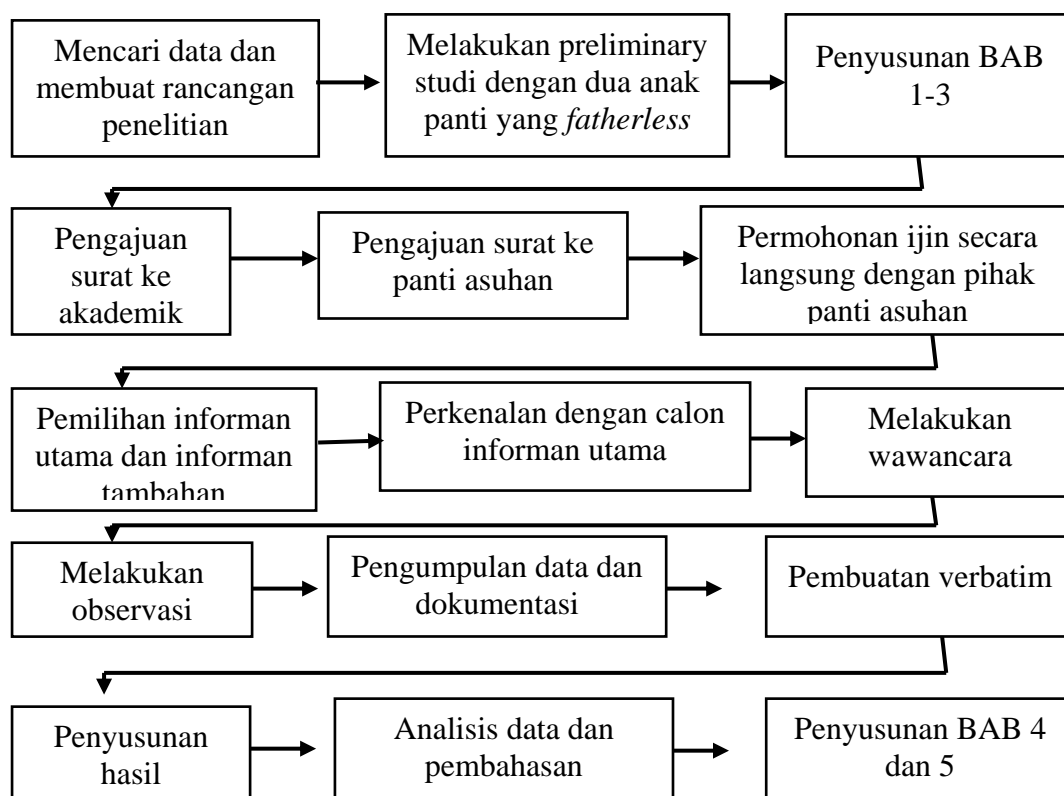 Mencari data dan
membuat rancangan
penelitian
Melakukan preliminary
studi dengan dua anak
panti yang fatherless
Penyusunan BAB
1-3
Pengajuan
surat ke
akademik
Pengajuan surat ke
panti asuhan
Permohonan ijin secara
langsung dengan pihak
panti asuhan
Pemilihan informan
utama dan informan
tambahan
Perkenalan dengan calon
informan utama
Melakukan
wawancara
Melakukan
observasi
Pengumpulan data dan
dokumentasi
Pembuatan verbatim
Penyusunan
hasil
Analisis data dan
pembahasan
Penyusunan BAB 4
dan 5